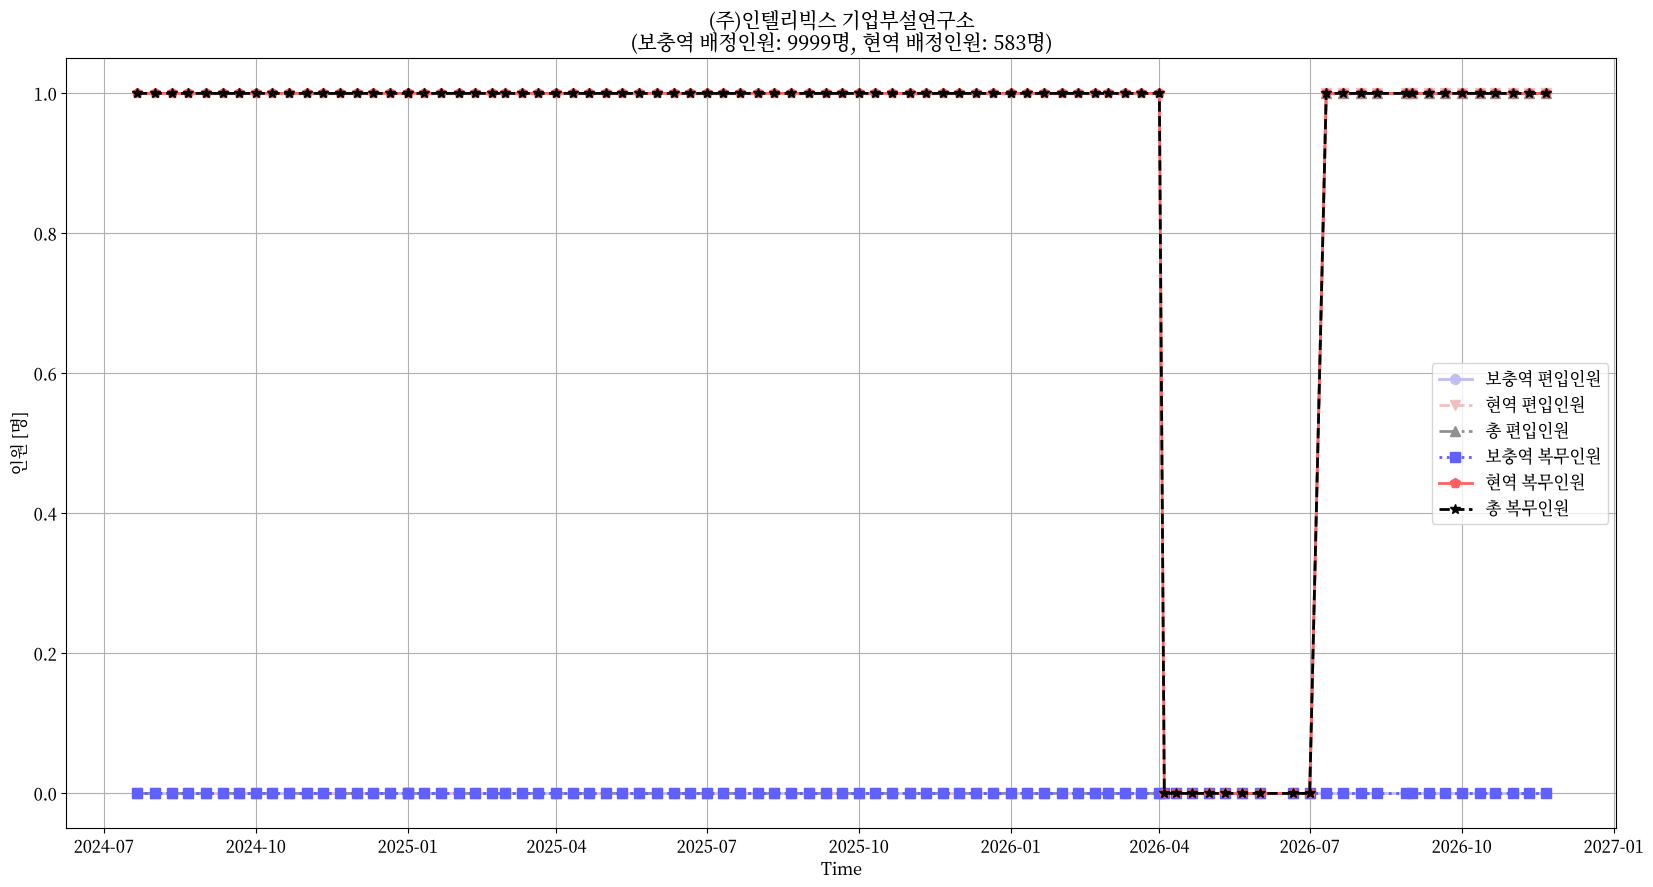 (주)인텔리빅스 기업부설연구소
(보충역 배정인원: 9999명, 현역 배정인원: 583명)
인원 [명]
1.0
0.8
0.6
0.4
0.2
0.0
보충역 편입인원
현역 편입인원
총 편입인원
보충역 복무인원
현역 복무인원
총 복무인원
2024-07 2024-10 2025-01 2025-04 2025-07 2025-10 2026-01 2026-04 2026-07 2026-10 2027-01
Time